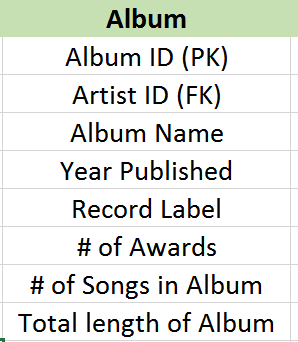 Album
Album ID (PK)
Artist ID (FK)
Album Name
Year Published
Record Label
# of Awards
# of Songs in Album
Total length of Album